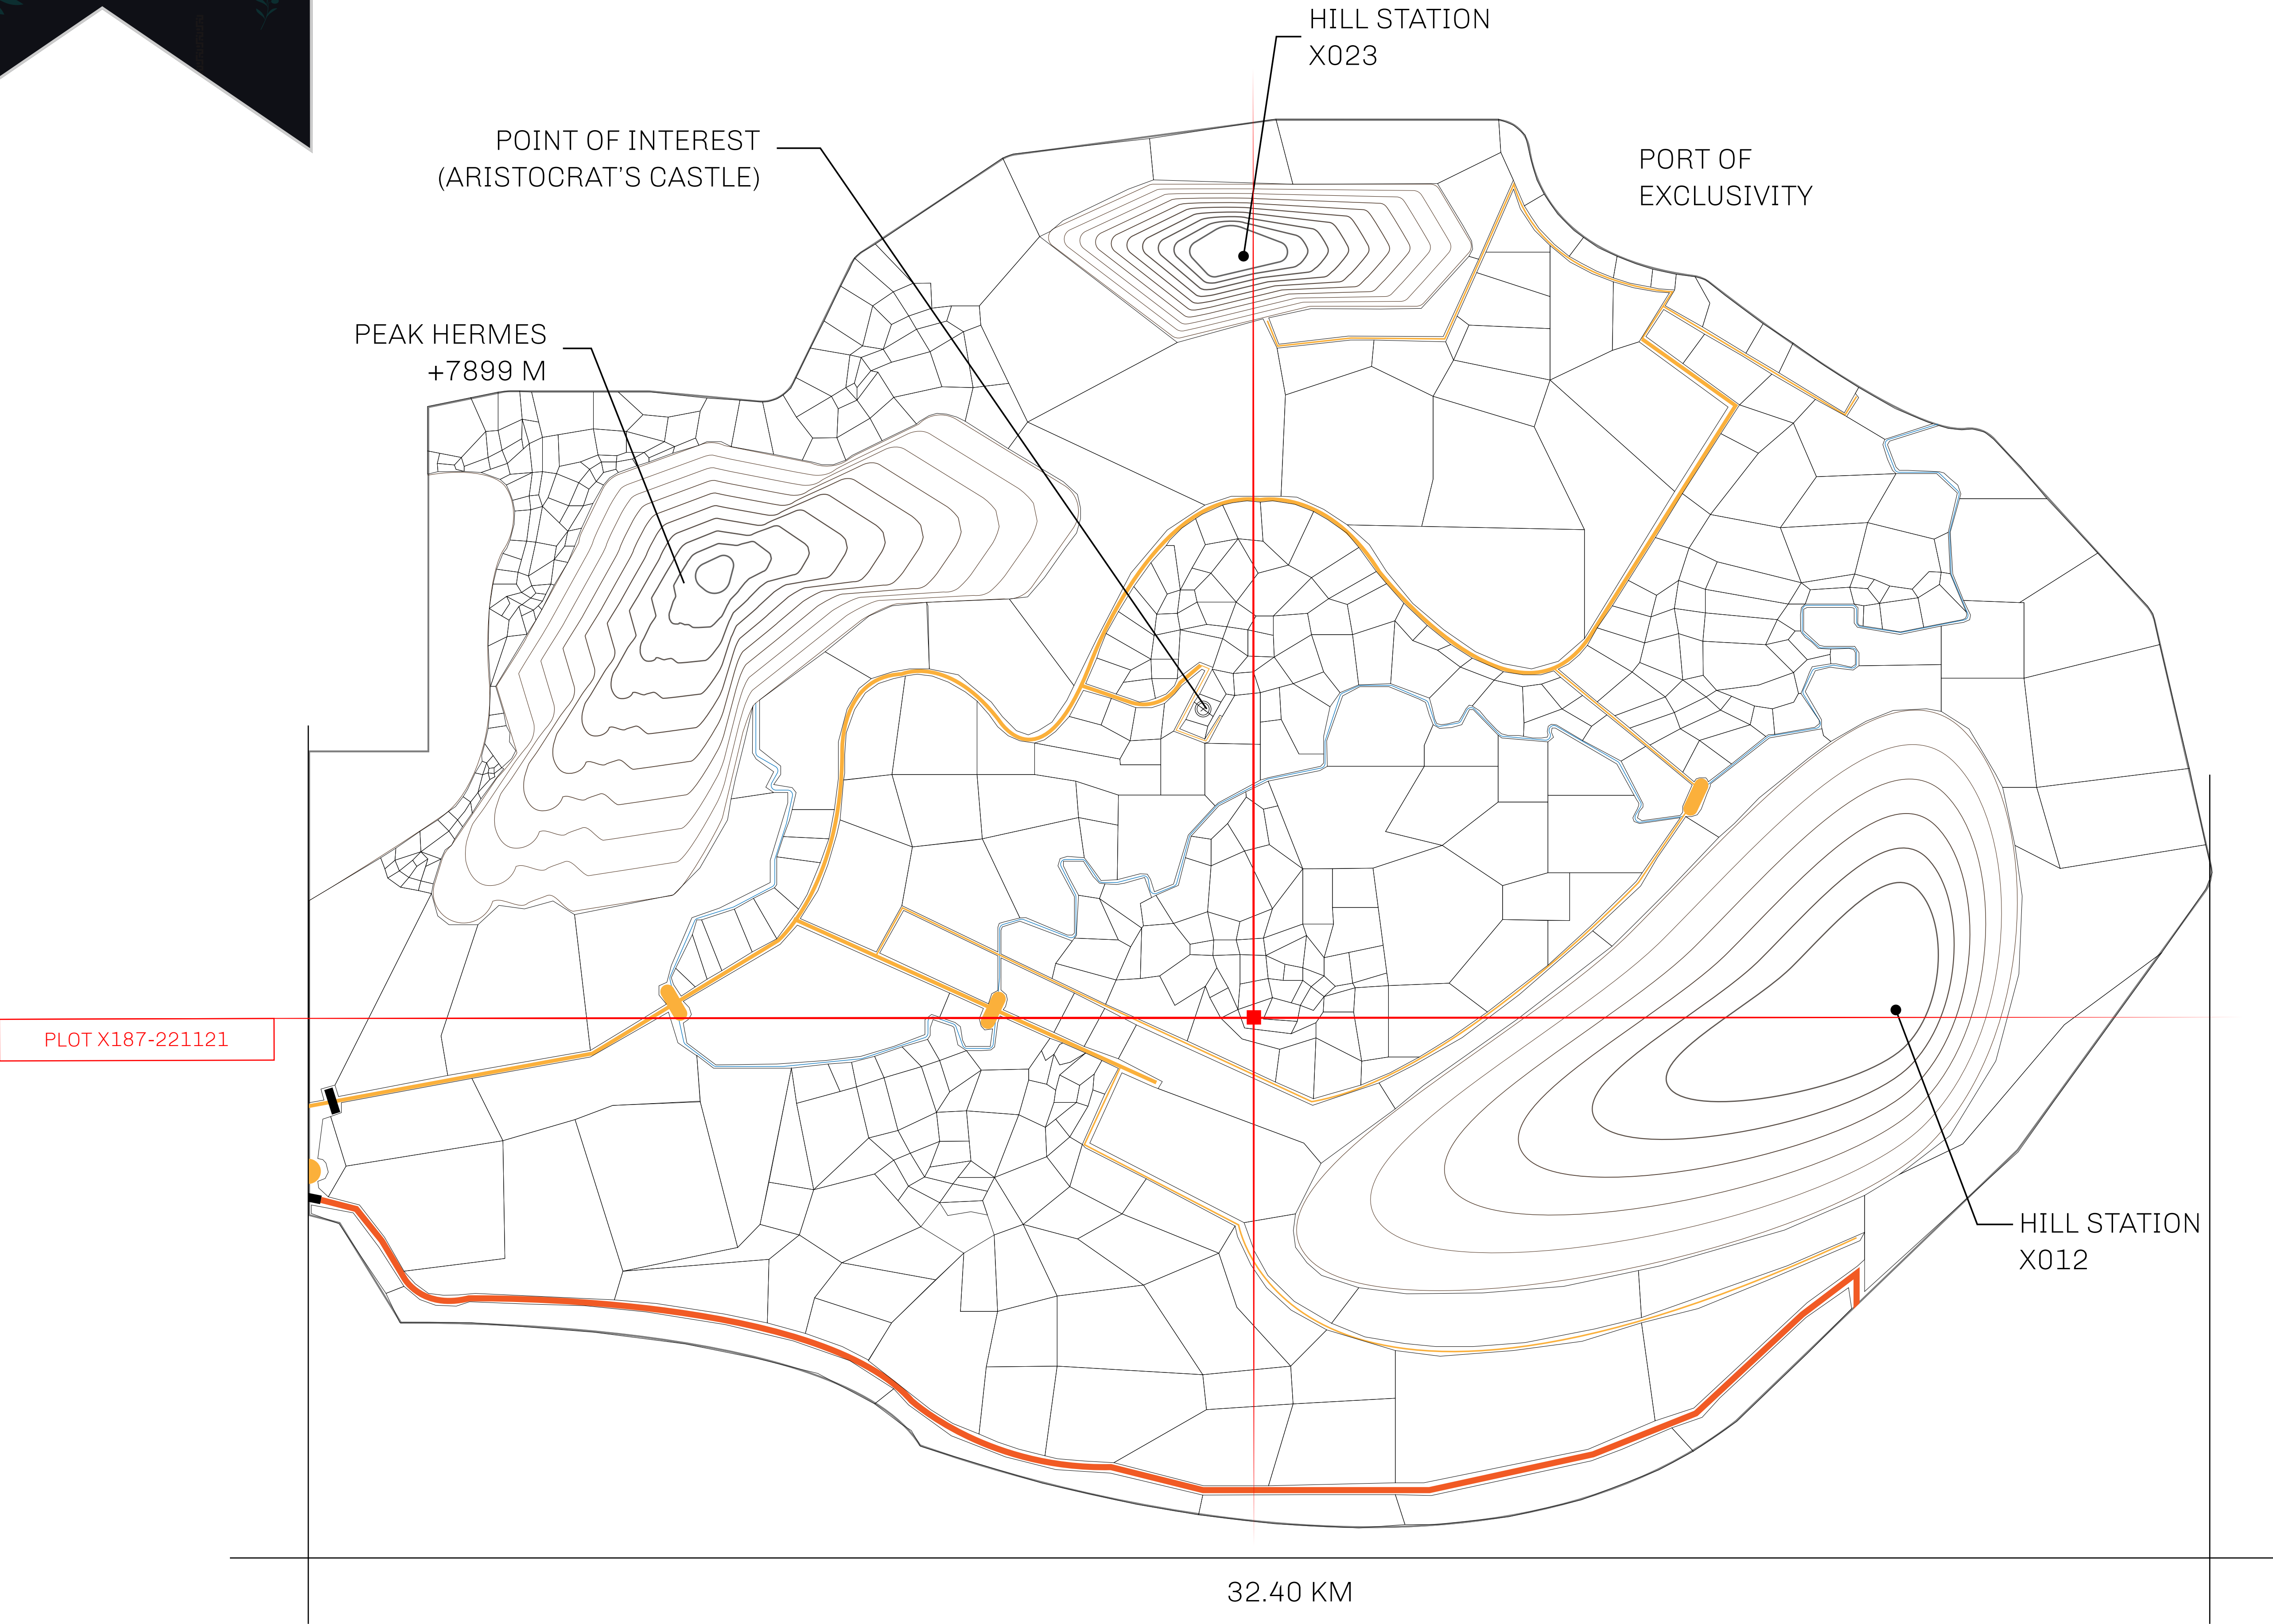 HILL STATION
X023
POINT OF INTEREST
(ARISTOCRAT'S CASTLE)
PORT OF
EXCLUSIVITY
PEAK HERMES
+7899 M
PLOT X187-221121
HILL STATION
X012
32.40 KM